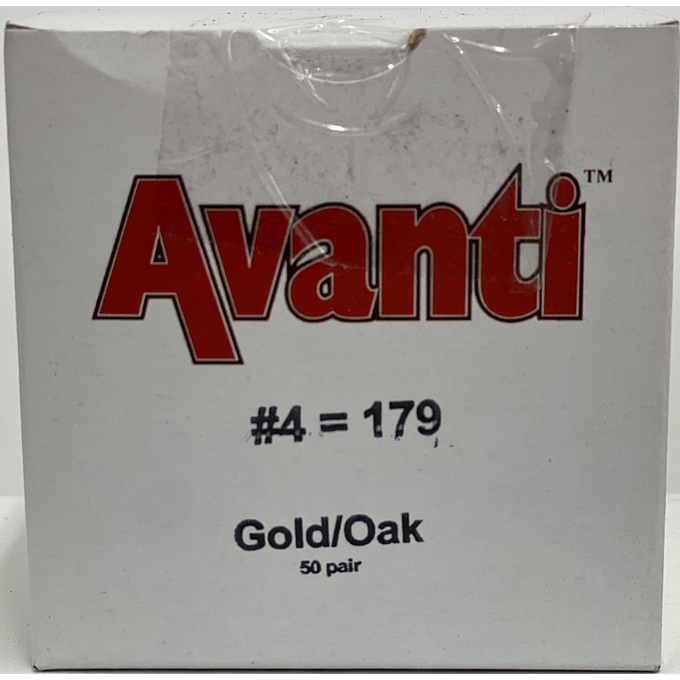 Avanti™
#4 = 179
Gold/Oak
50 pair